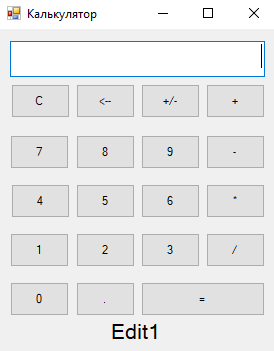 Калькулятор
C <-- +/- +
7 8 9 -
4 5 6 *
1 2 3 /
0 . =
Edit1